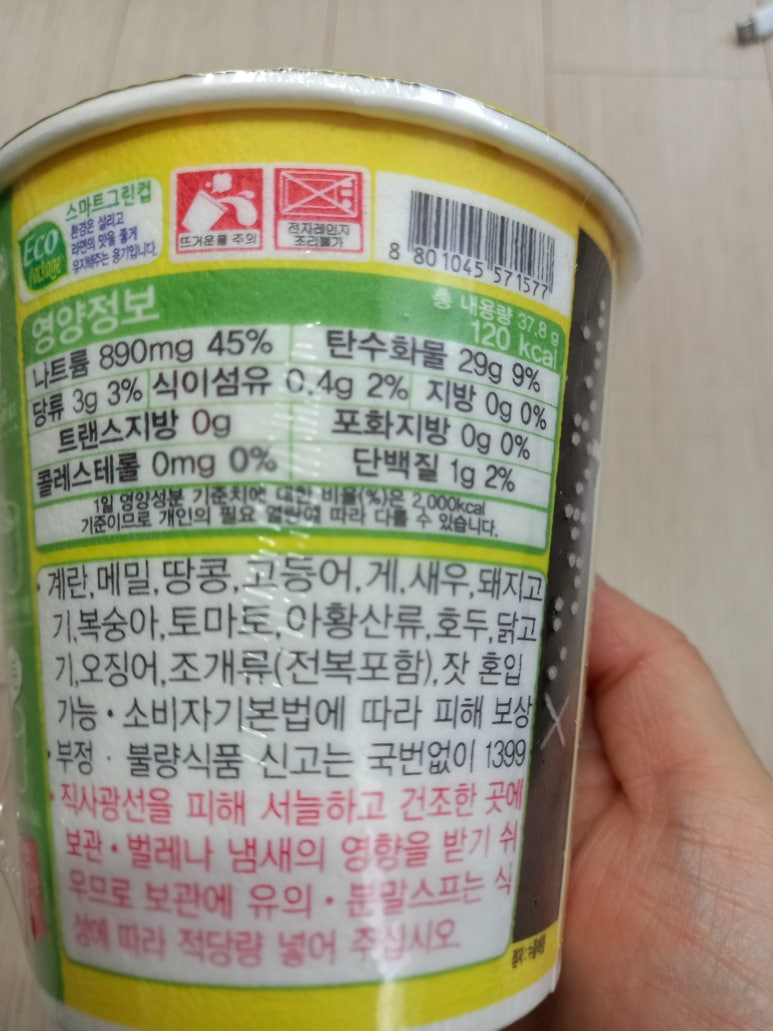 스마트그린컵
ECO
Package
환경은 살리고
라면의 맛을 좋게
유지해주는 용기입니다.
뜨거운물 주의
전자레인지
조리불가
8 801045 571577
영양정보
총 내용량 37.8 g
120 kcal
나트륨 890mg 45% 탄수화물 29g 9%
당류 3g 3% 식이섬유 0.4g 2% 지방 0g 0%
트랜스지방 0g 포화지방 0g 0%
콜레스테롤 0mg 0% 단백질 1g 2%
1일 영양성분 기준치에 대한 비율(%)은 2,000kcal
기준이므로 개인의 필요 열량에 따라 다를 수 있습니다.
• 계란,메밀,땅콩,고등어,게,새우,돼지고
기,복숭아,토마토,아황산류,호두,닭고
기,오징어,조개류(전복포함),잣 혼입
가능 • 소비자기본법에 따라 피해 보상
• 부정 · 불량식품 신고는 국번없이 1399
• 직사광선을 피해 서늘하고 건조한 곳에
보관 • 벌레나 냄새의 영향을 받기 쉬
우므로 보관에 유의 • 분말스프는 식
성에 따라 적당량 넣어 주십시오